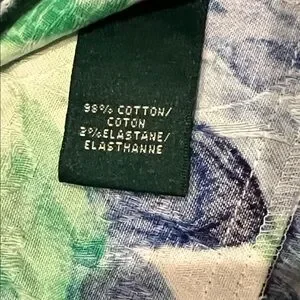 98% COTTON/
COTON
2% ELASTANE/
ELASTHANNE